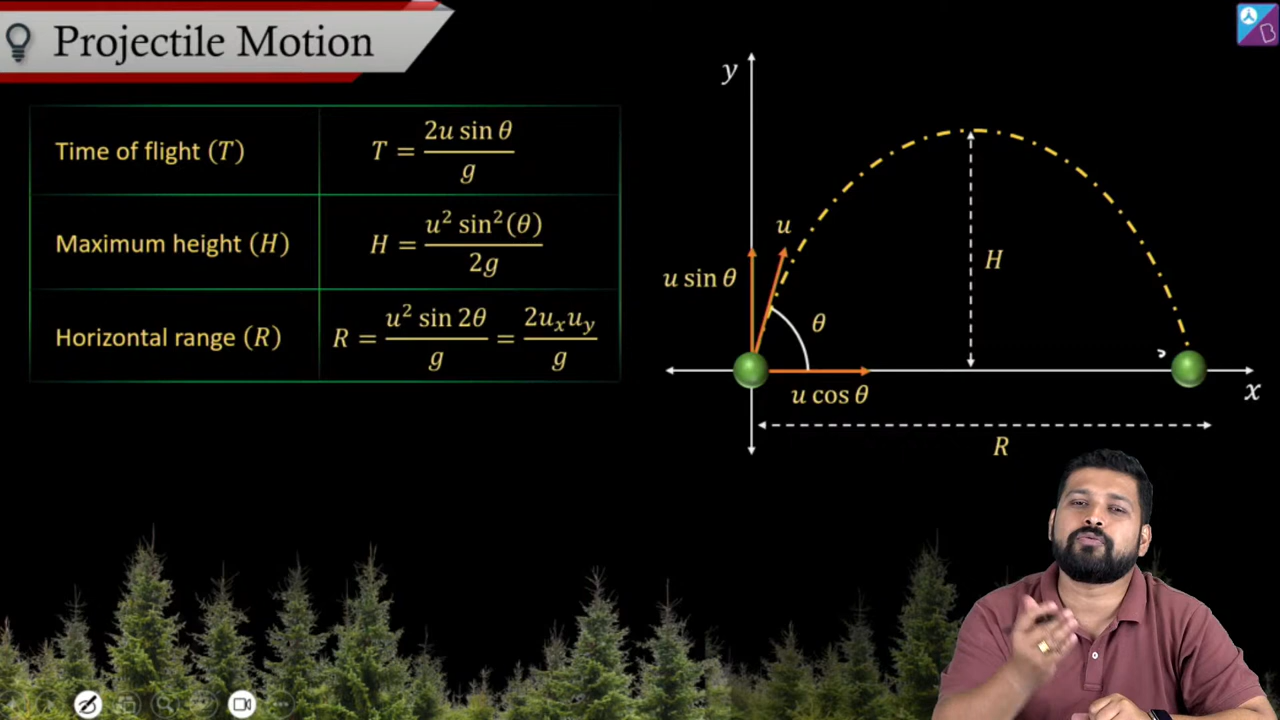 Projectile Motion
Time of flight (T)
T = 2u sin θ / g
Maximum height (H)
H = u² sin²(θ) / 2g
Horizontal range (R)
R = u² sin 2θ / g = 2uₓuᵧ / g
y
u
u sin θ
H
θ
u cos θ
x
R
B